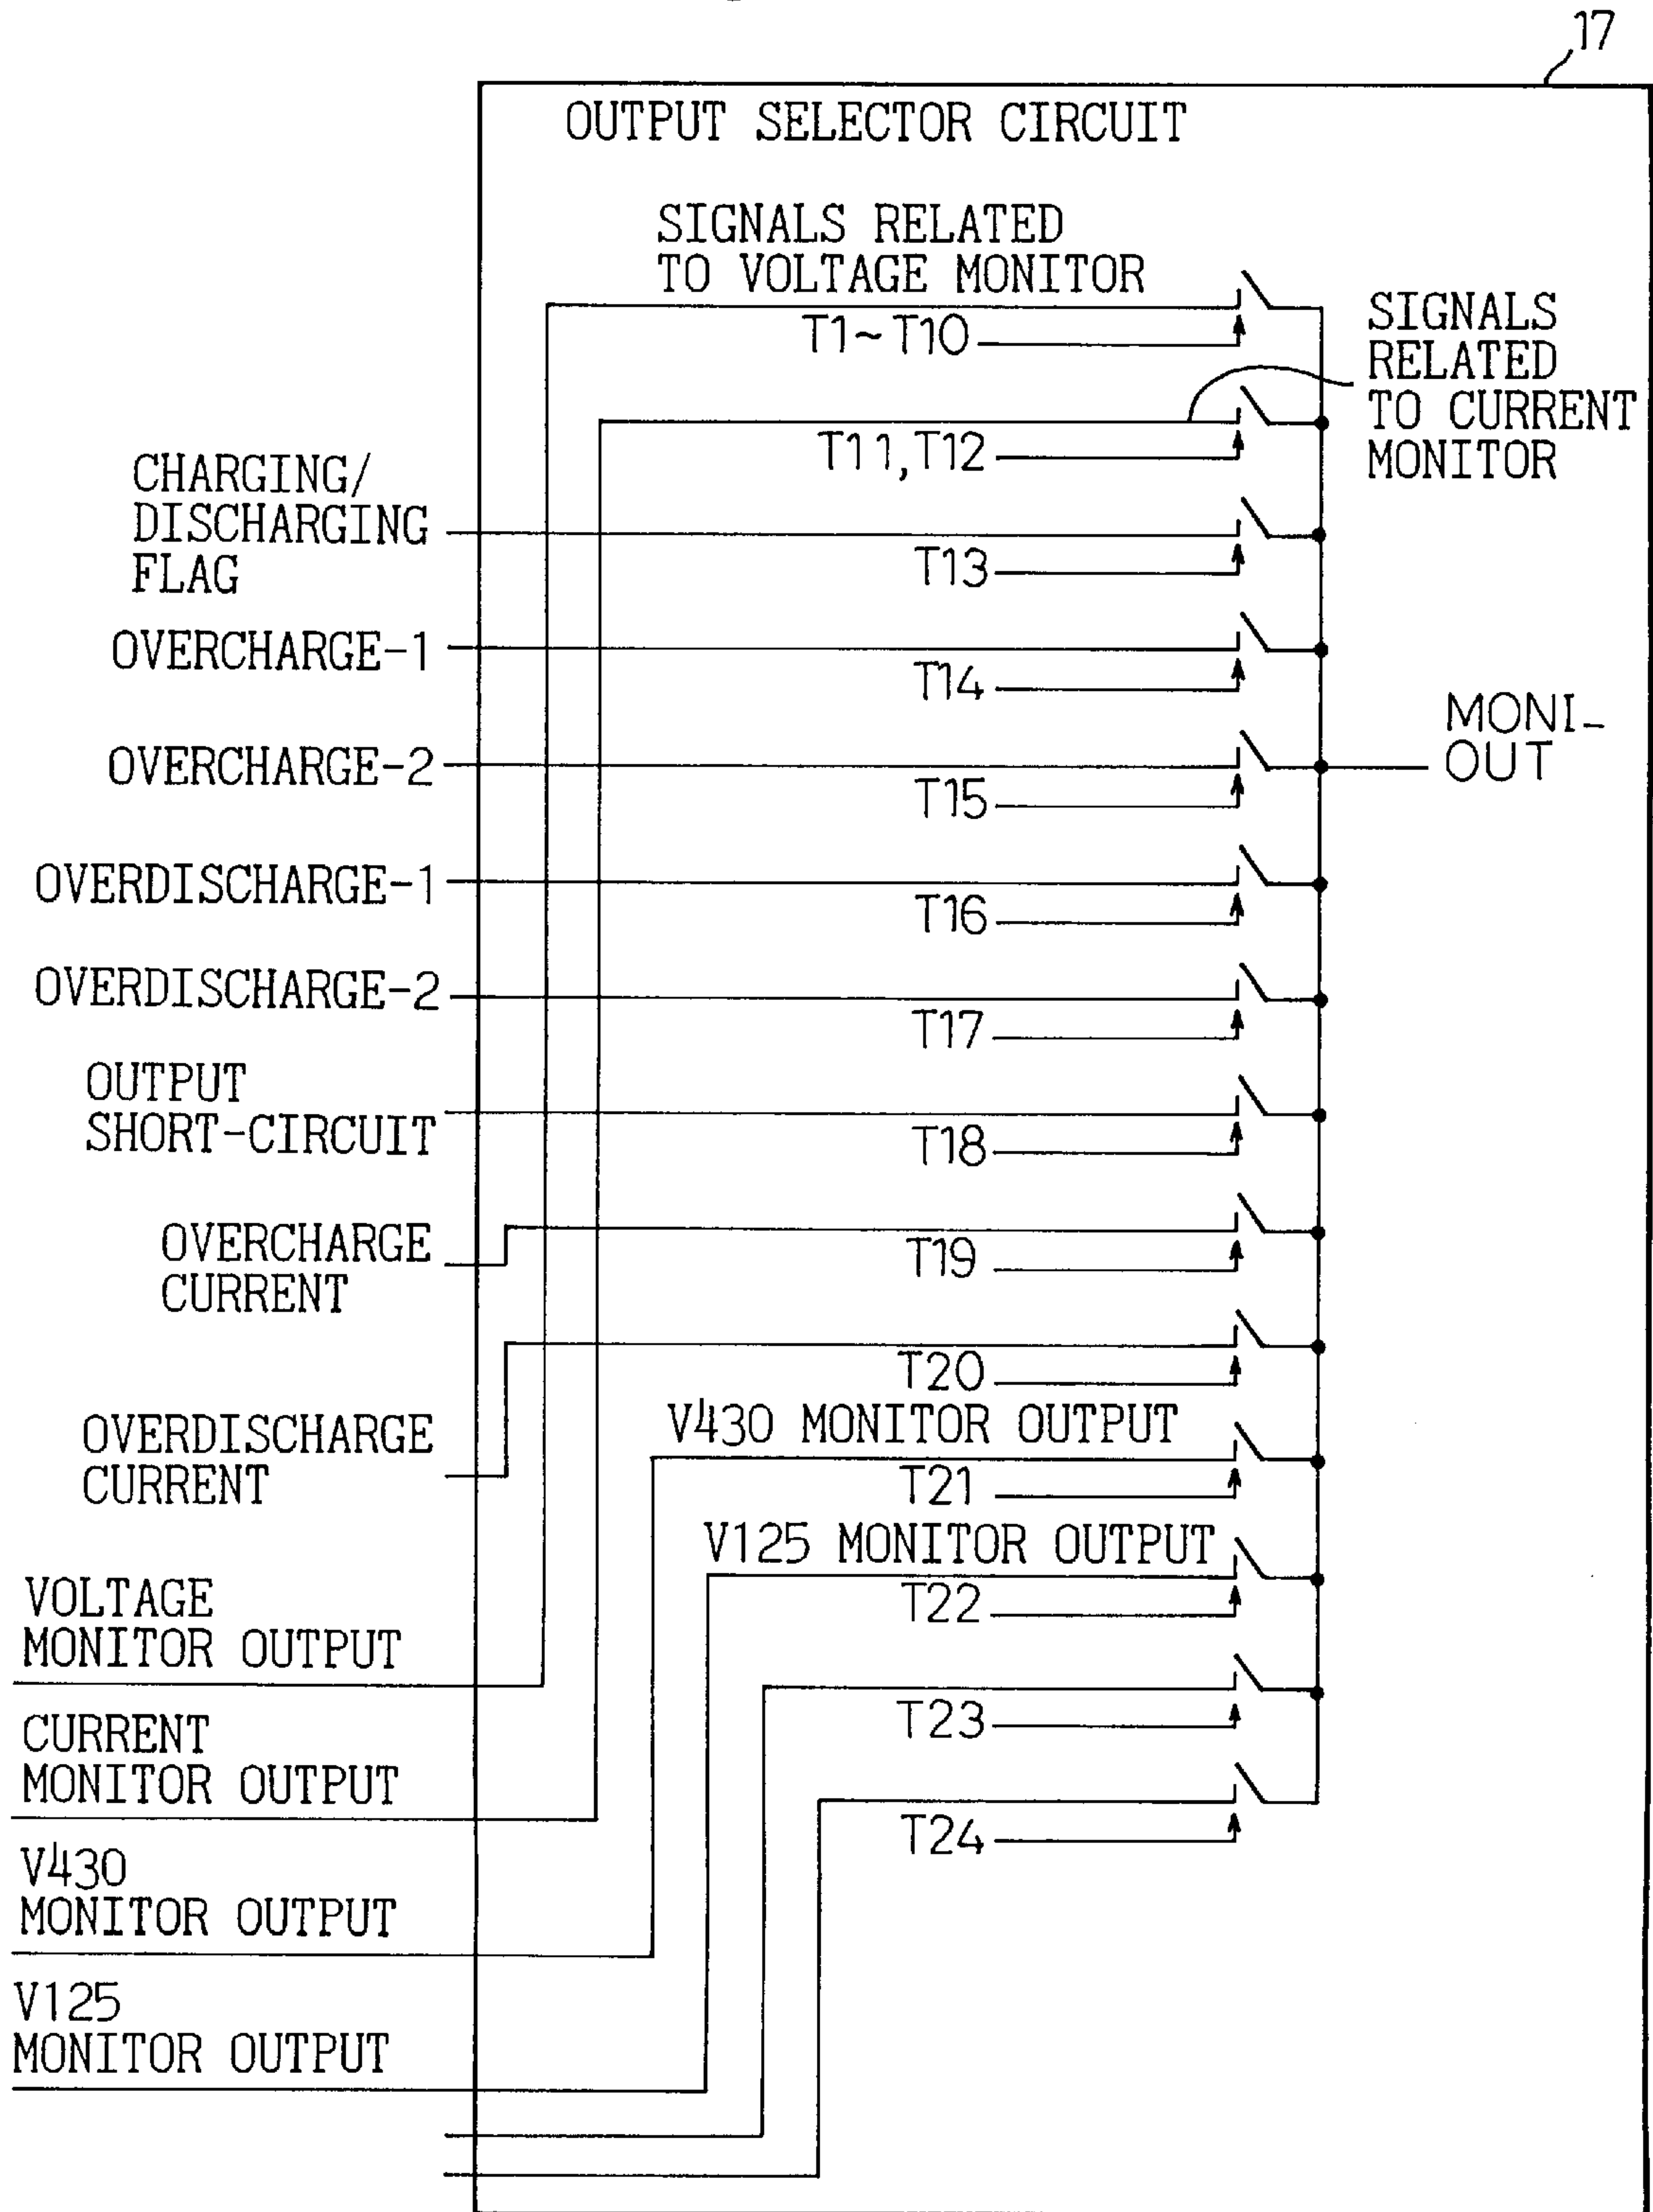 17
OUTPUT SELECTOR CIRCUIT
SIGNALS RELATED
TO VOLTAGE MONITOR
T1~T10
SIGNALS
RELATED
TO CURRENT
MONITOR
T11,T12
CHARGING/
DISCHARGING
FLAG
T13
OVERCHARGE-1
T14
MONI-
OUT
OVERCHARGE-2
T15
OVERDISCHARGE-1
T16
OVERDISCHARGE-2
T17
OUTPUT
SHORT-CIRCUIT
T18
OVERCHARGE
CURRENT
T19
T20
OVERDISCHARGE
CURRENT
V430 MONITOR OUTPUT
T21
V125 MONITOR OUTPUT
T22
VOLTAGE
MONITOR OUTPUT
T23
CURRENT
MONITOR OUTPUT
T24
V430
MONITOR OUTPUT
V125
MONITOR OUTPUT